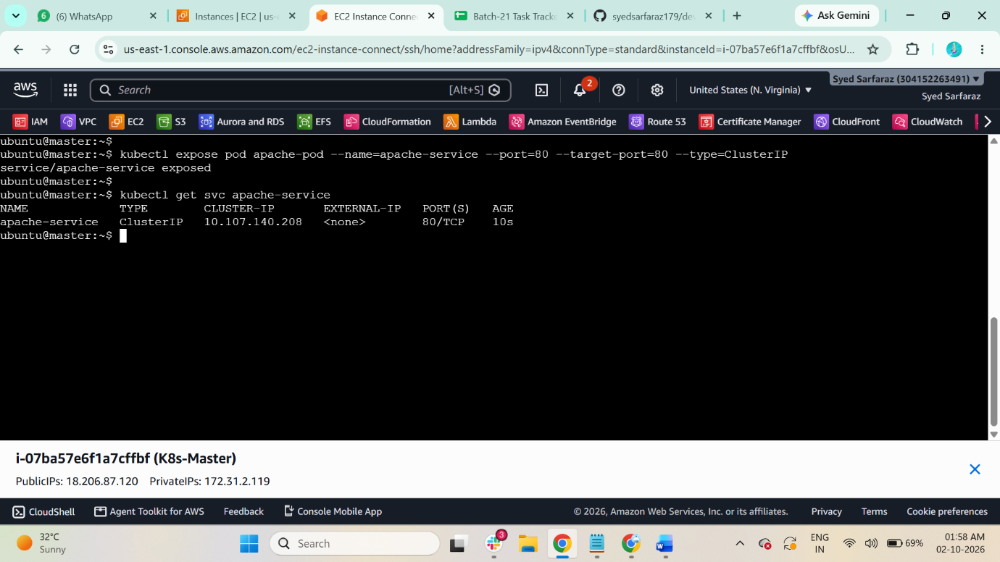 (6) WhatsApp
Instances | EC2 | us-e
EC2 Instance Conne
Batch-21 Task Tracke
syedsarfaraz179/dev
Ask Gemini
us-east-1.console.aws.amazon.com/ec2-instance-connect/ssh/home?addressFamily=ipv4&connType=standard&instanceId=i-07ba57e6f1a7cffbf&osU...
aws
Search
[Alt+S]
2
United States (N. Virginia)
Syed Sarfaraz (304152263491)
Syed Sarfaraz
IAM VPC EC2 S3 Aurora and RDS EFS CloudFormation Lambda Amazon EventBridge Route 53 Certificate Manager CloudFront CloudWatch
ubuntu@master:~$
ubuntu@master:~$ kubectl expose pod apache-pod --name=apache-service --port=80 --target-port=80 --type=ClusterIP
service/apache-service exposed
ubuntu@master:~$
ubuntu@master:~$ kubectl get svc apache-service
NAME TYPE CLUSTER-IP EXTERNAL-IP PORT(S) AGE
apache-service ClusterIP 10.107.140.208 <none> 80/TCP 10s
ubuntu@master:~$
i-07ba57e6f1a7cffbf (K8s-Master)
PublicIPs: 18.206.87.120 PrivateIPs: 172.31.2.119
CloudShell Agent Toolkit for AWS Feedback Console Mobile App © 2026, Amazon Web Services, Inc. or its affiliates. Privacy Terms Cookie preferences
32°C
Sunny
Search
3
ENG
IN
69%
01:58 AM
02-10-2026